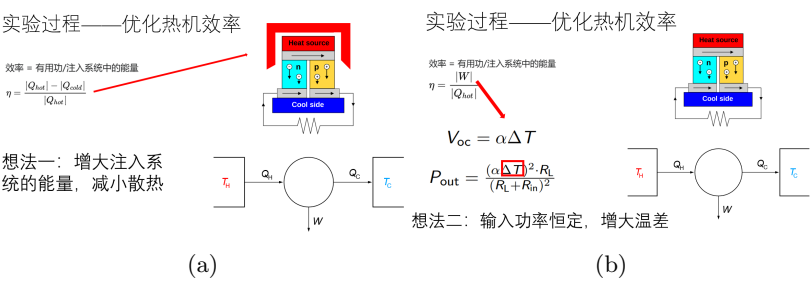 实验过程——优化热机效率
Heat source
n
p
Cool side
效率 = 有用功/注入系统中的能量
η = (|Q_hot| − |Q_cold|) / |Q_hot|
想法一：增大注入系
统的能量，减小散热
T_H
Q_H
Q_C
T_C
W
(a)
实验过程——优化热机效率
Heat source
n
p
Cool side
效率 = 有用功/注入系统中的能量
η = |W| / |Q_hot|
V_oc = αΔT
P_out = (αΔT)²·R_L / (R_L+R_in)²
想法二：输入功率恒定，增大温差
T_H
Q_H
Q_C
T_C
W
(b)